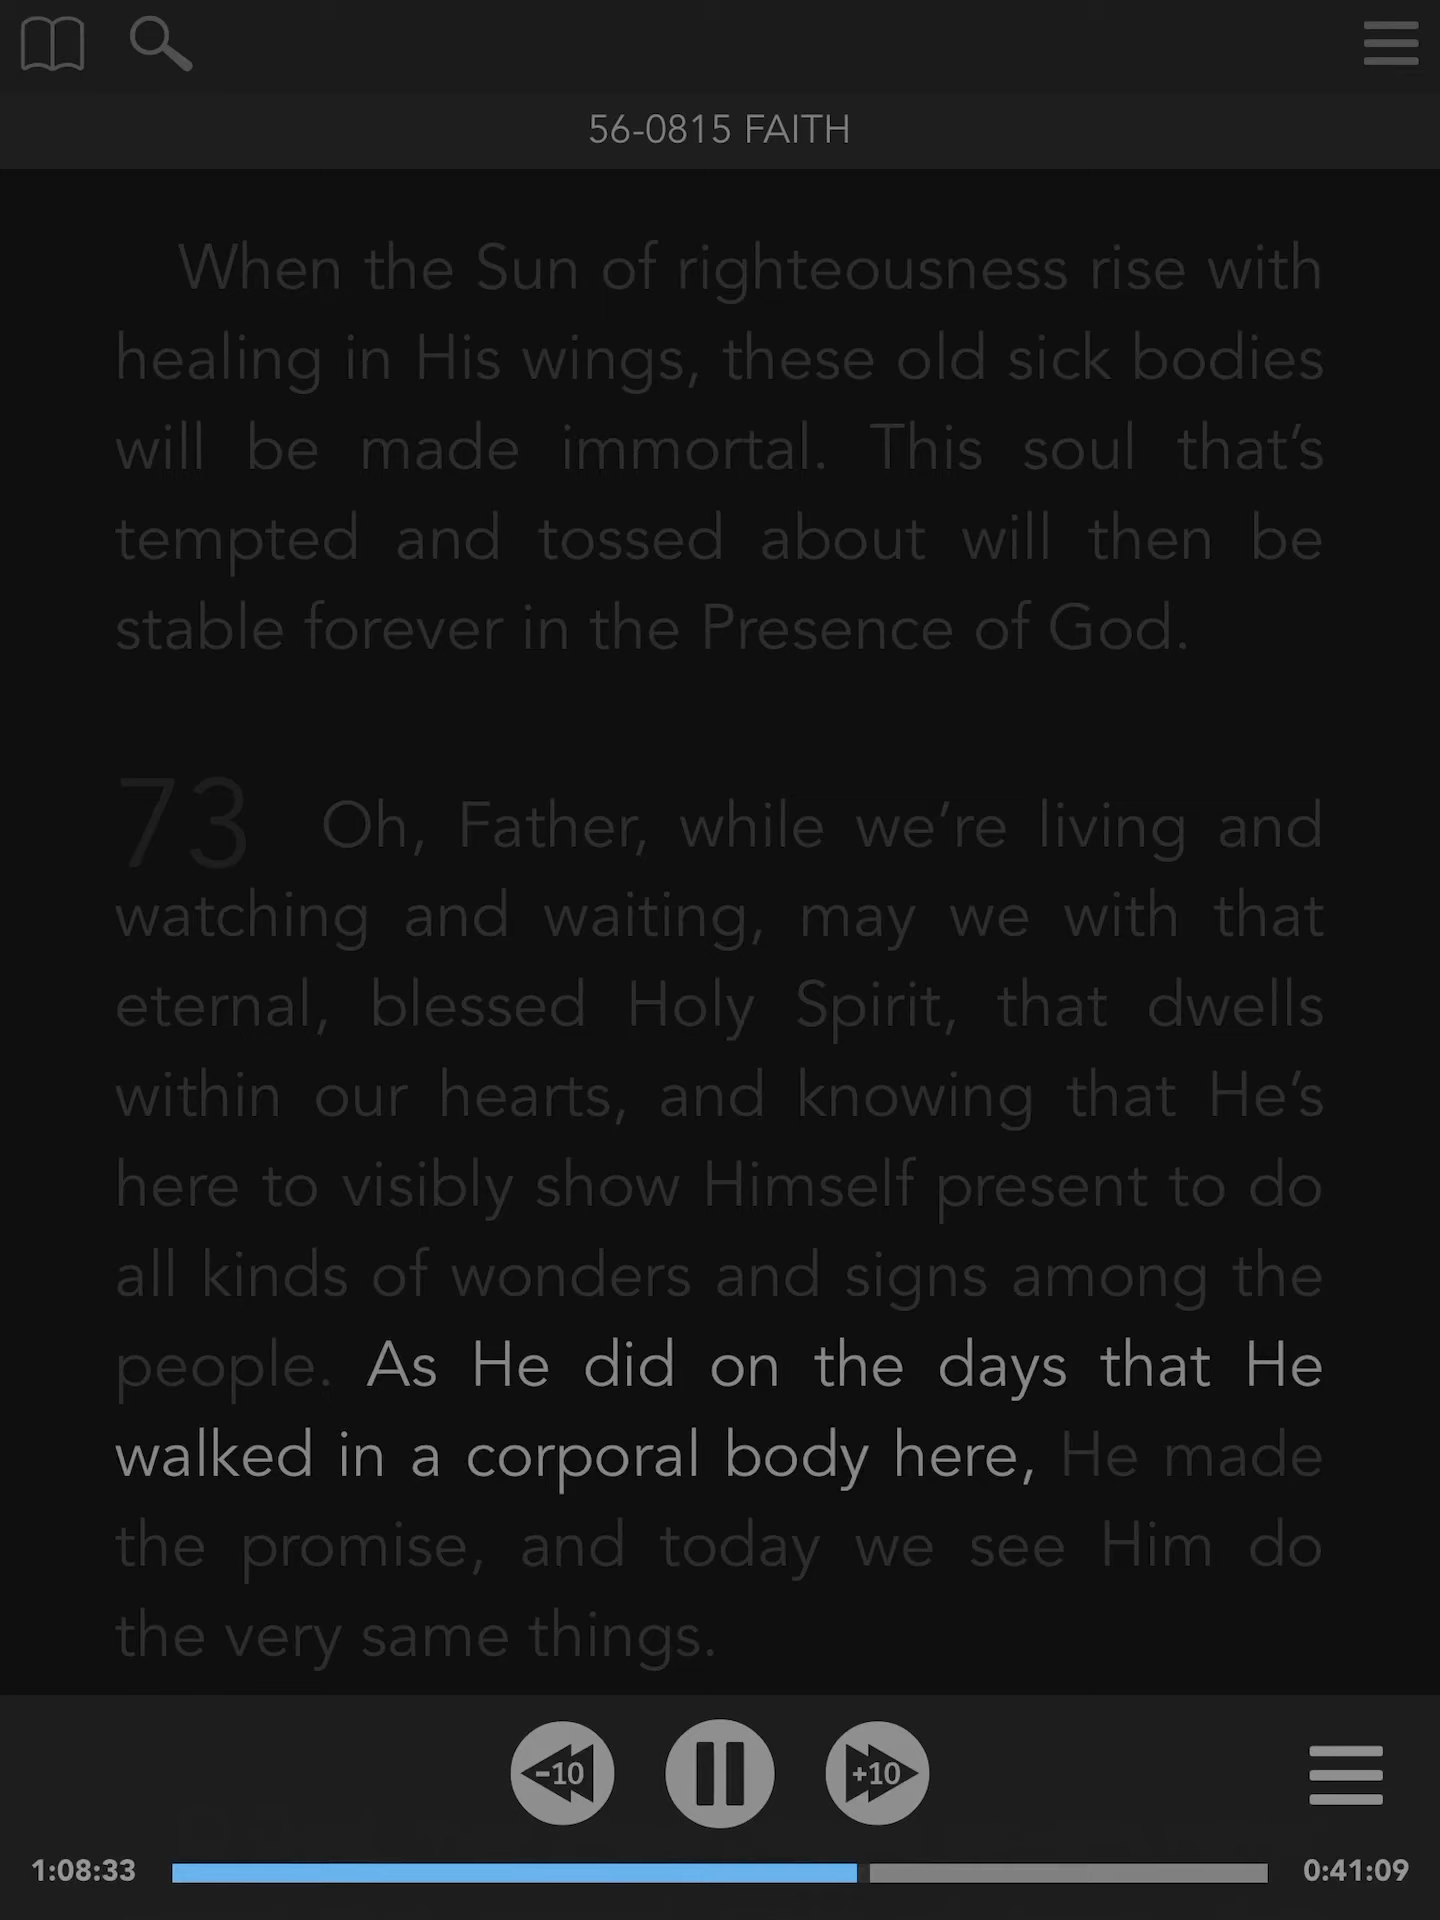 56-0815 FAITH
When the Sun of righteousness rise with
healing in His wings, these old sick bodies
will be made immortal. This soul that’s
tempted and tossed about will then be
stable forever in the Presence of God.
73 Oh, Father, while we’re living and
watching and waiting, may we with that
eternal, blessed Holy Spirit, that dwells
within our hearts, and knowing that He’s
here to visibly show Himself present to do
all kinds of wonders and signs among the
people. As He did on the days that He
walked in a corporal body here, He made
the promise, and today we see Him do
the very same things.
-10 +10
1:08:33 0:41:09